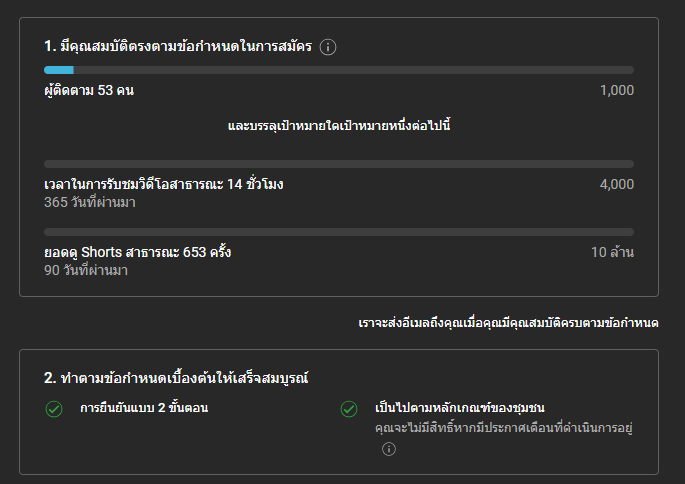 1. มีคุณสมบัติตรงตามข้อกำหนดในการสมัคร
ผู้ติดตาม 53 คน 1,000
และบรรลุเป้าหมายใดเป้าหมายหนึ่งต่อไปนี้
เวลาในการรับชมวิดีโอสาธารณะ 14 ชั่วโมง 4,000
365 วันที่ผ่านมา
ยอดดู Shorts สาธารณะ 653 ครั้ง 10 ล้าน
90 วันที่ผ่านมา
เราจะส่งอีเมลถึงคุณเมื่อคุณมีคุณสมบัติครบตามข้อกำหนด
2. ทำตามข้อกำหนดเบื้องต้นให้เสร็จสมบูรณ์
การยืนยันแบบ 2 ขั้นตอน เป็นไปตามหลักเกณฑ์ของชุมชน
คุณจะไม่มีสิทธิ์หากมีประกาศเตือนที่ดำเนินการอยู่